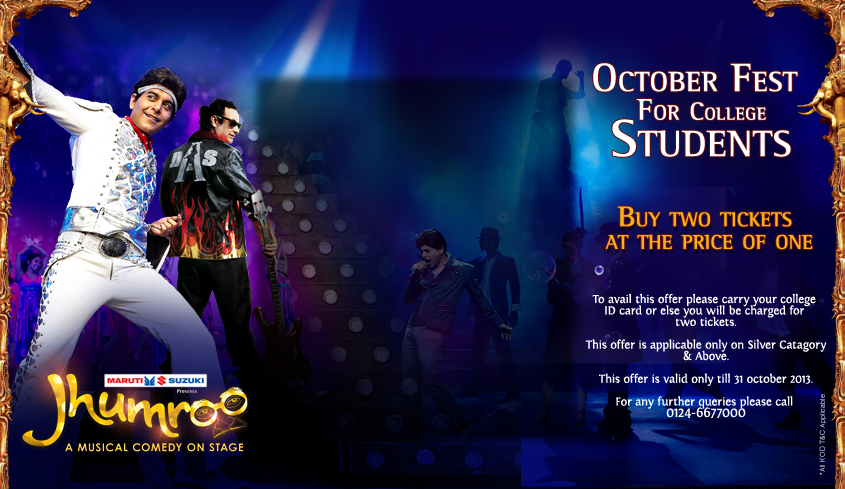 OCTOBER FEST
FOR COLLEGE
STUDENTS
BUY TWO TICKETS
AT THE PRICE OF ONE
To avail this offer please carry your college
ID card or else you will be charged for
two tickets.
This offer is applicable only on Silver Catagory
& Above.
This offer is valid only till 31 october 2013.
For any further queries please call
0124-6677000
*All KOD T&C Applicable
MARUTI SUZUKI
Presents
Jhumroo
A MUSICAL COMEDY ON STAGE